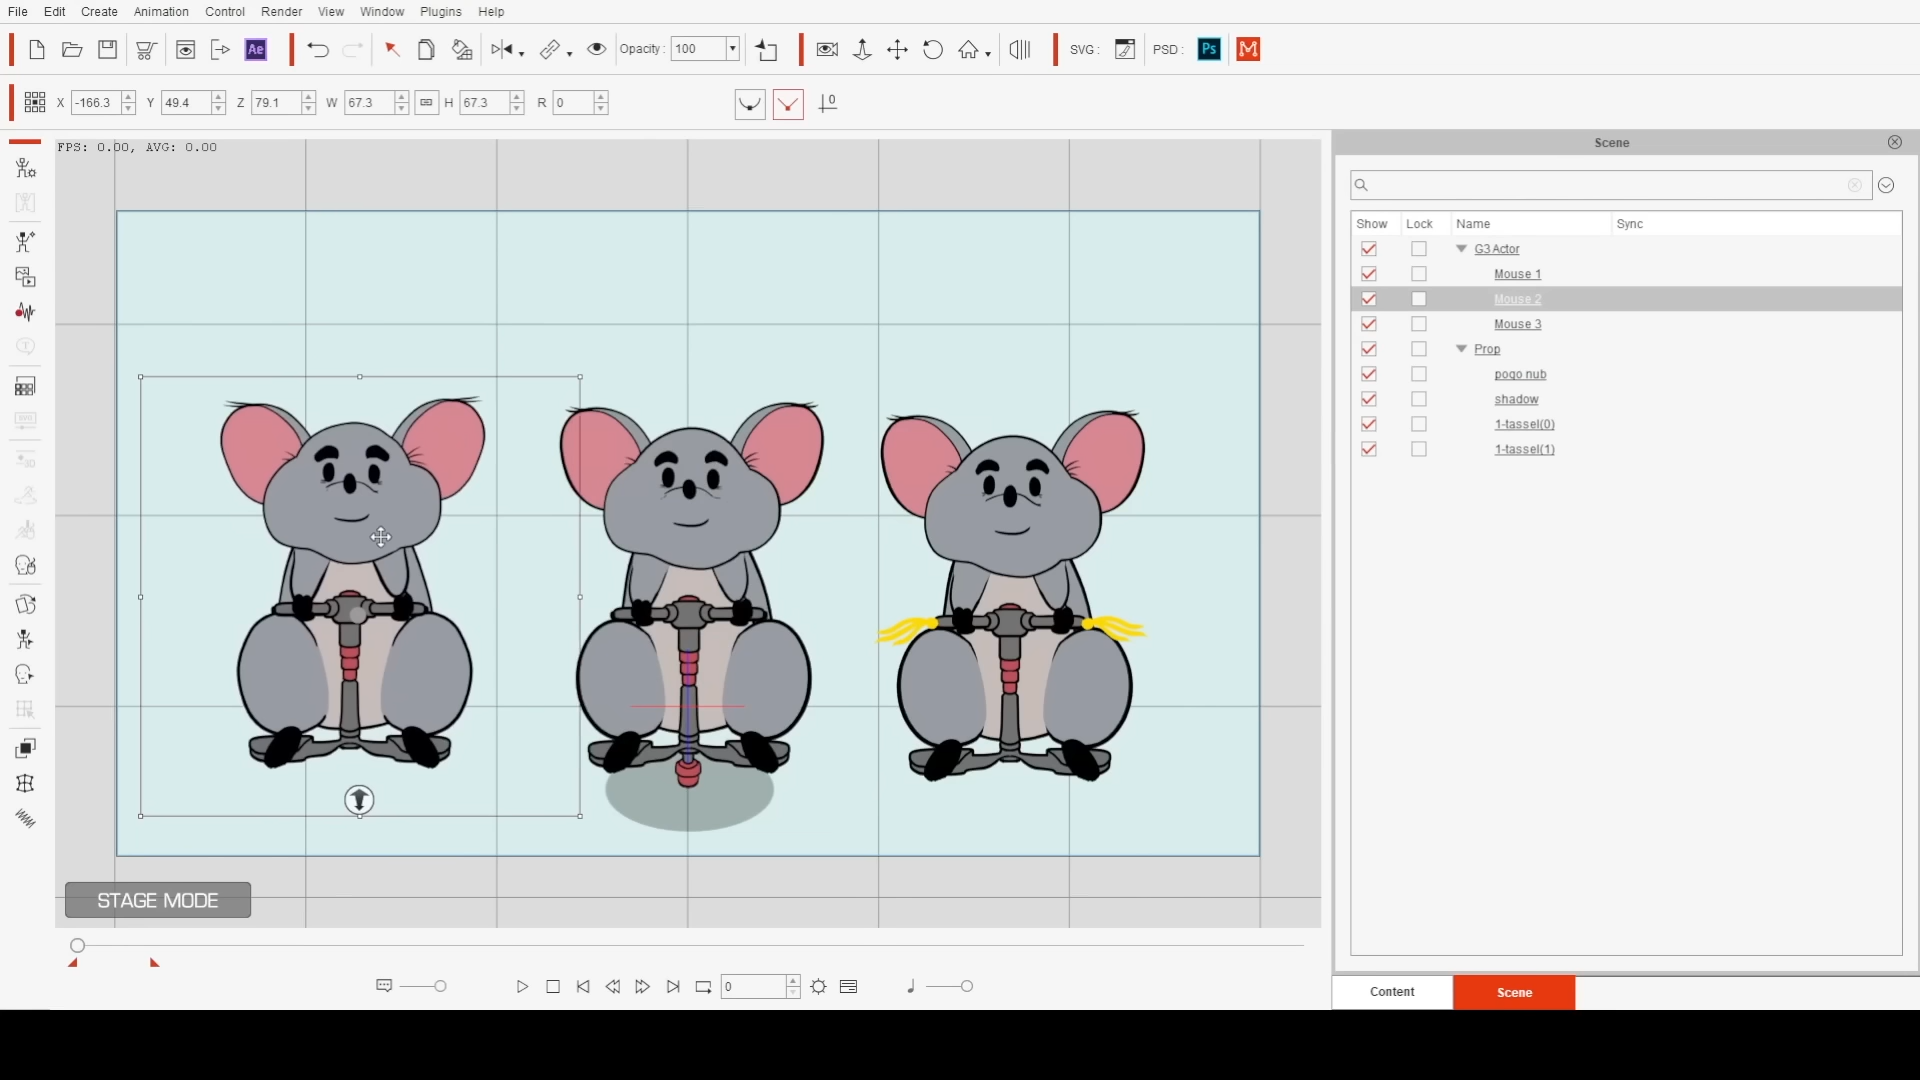 File Edit Create Animation Control Render View Window Plugins Help
Ae Opacity : 100 SVG : PSD : Ps
X -166.3 Y 49.4 Z 79.1 W 67.3 H 67.3 R 0 0
FPS: 0.00, AVG: 0.00
Scene
Show Lock Name Sync
G3 Actor
Mouse 1
Mouse 2
Mouse 3
Prop
pogo nub
shadow
1-tassel(0)
1-tassel(1)
STAGE MODE
0
Content Scene